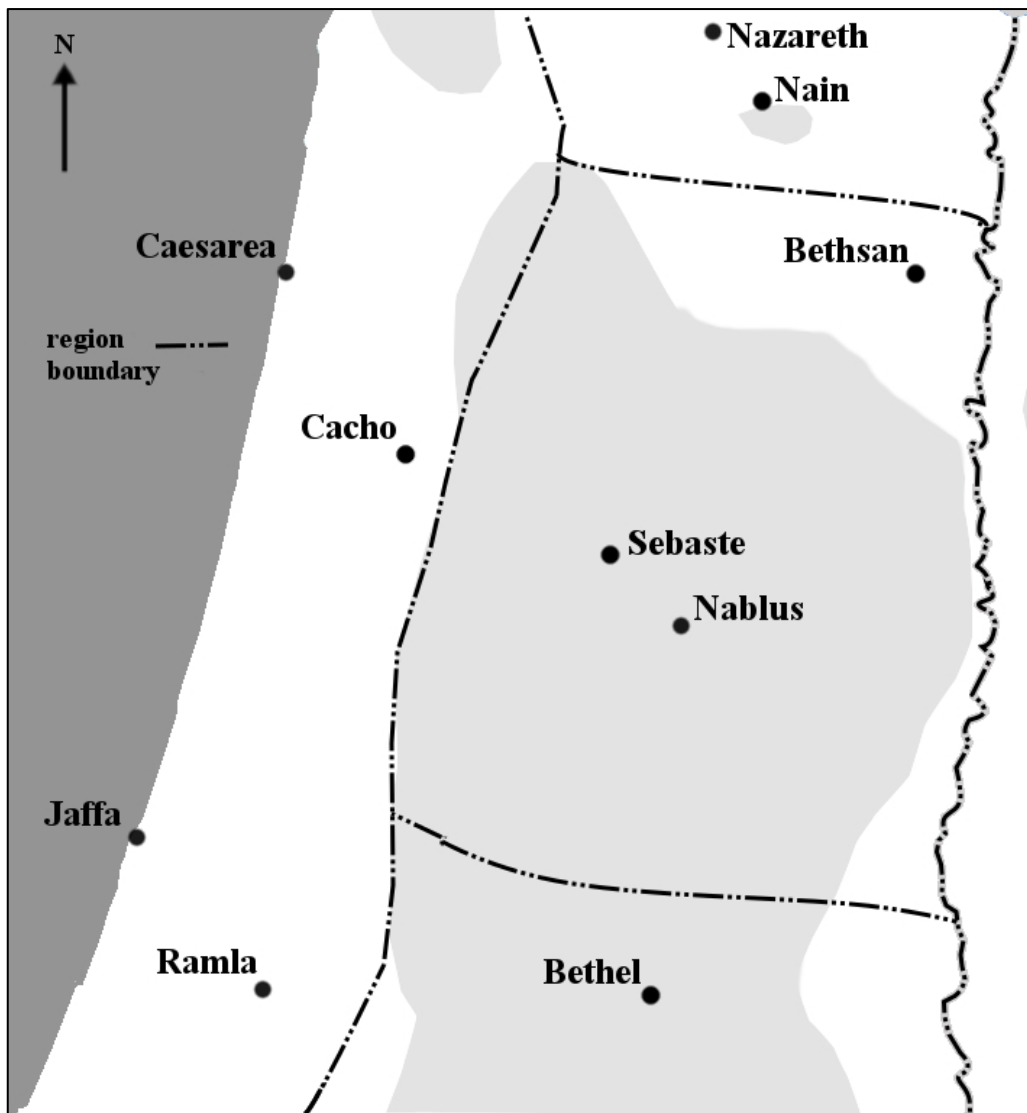 N
Nazareth
Nain
Caesarea
Bethsan
region
boundary
Cacho
Sebaste
Nablus
Jaffa
Ramla
Bethel